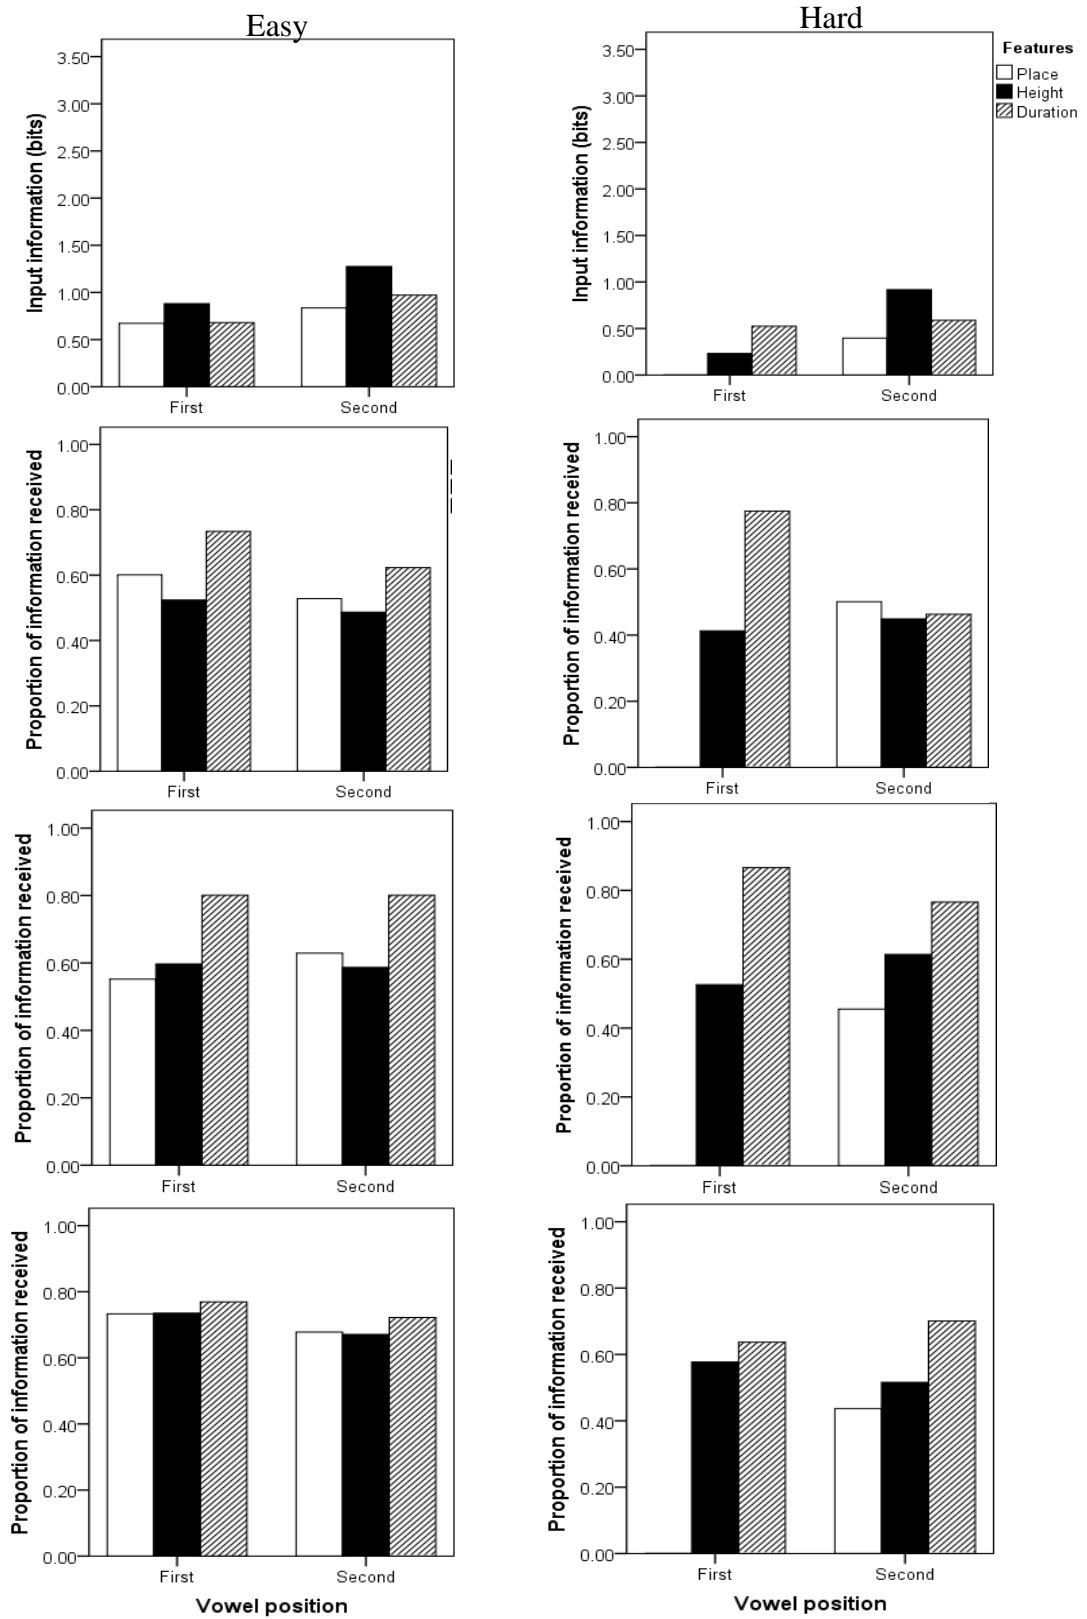 Easy
Input information (bits)
3.50
3.00
2.50
2.00
1.50
1.00
0.50
0.00
First Second
Hard
Input information (bits)
3.50
3.00
2.50
2.00
1.50
1.00
0.50
0.00
First Second
Features
Place
Height
Duration
Proportion of information received
1.00
0.80
0.60
0.40
0.20
0.00
First Second
Proportion of information received
1.00
0.80
0.60
0.40
0.20
0.00
First Second
Proportion of information received
1.00
0.80
0.60
0.40
0.20
0.00
First Second
Proportion of information received
1.00
0.80
0.60
0.40
0.20
0.00
First Second
Proportion of information received
1.00
0.80
0.60
0.40
0.20
0.00
First Second
Vowel position
Proportion of information received
1.00
0.80
0.60
0.40
0.20
0.00
First Second
Vowel position